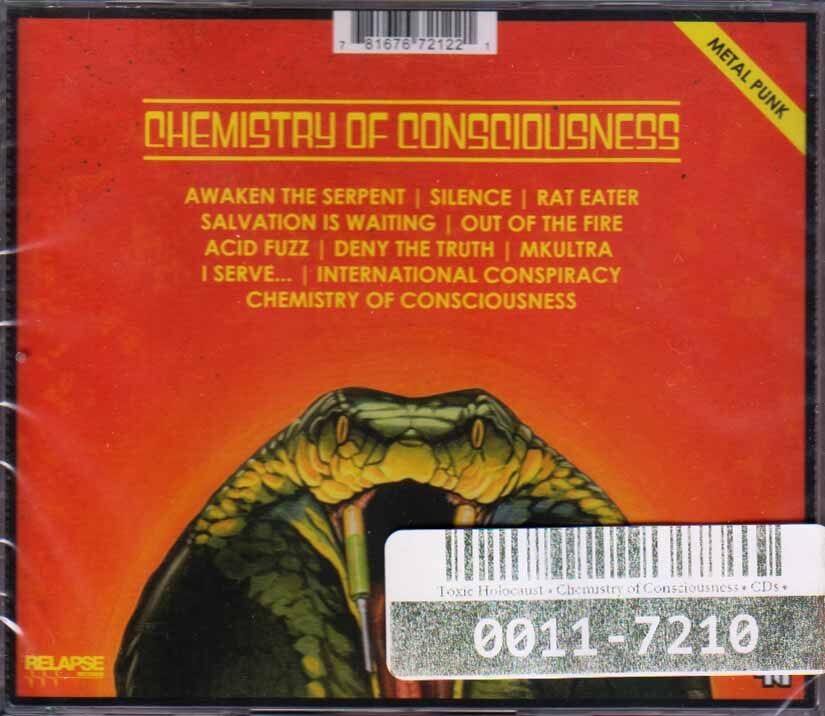 7 81676 72122 1
METAL PUNK
CHEMISTRY OF CONSCIOUSNESS
AWAKEN THE SERPENT | SILENCE | RAT EATER
SALVATION IS WAITING | OUT OF THE FIRE
ACID FUZZ | DENY THE TRUTH | MKULTRA
I SERVE... | INTERNATIONAL CONSPIRACY
CHEMISTRY OF CONSCIOUSNESS
Toxic Holocaust • Chemistry of Consciousness • CDs •
0011-7210
RELAPSE